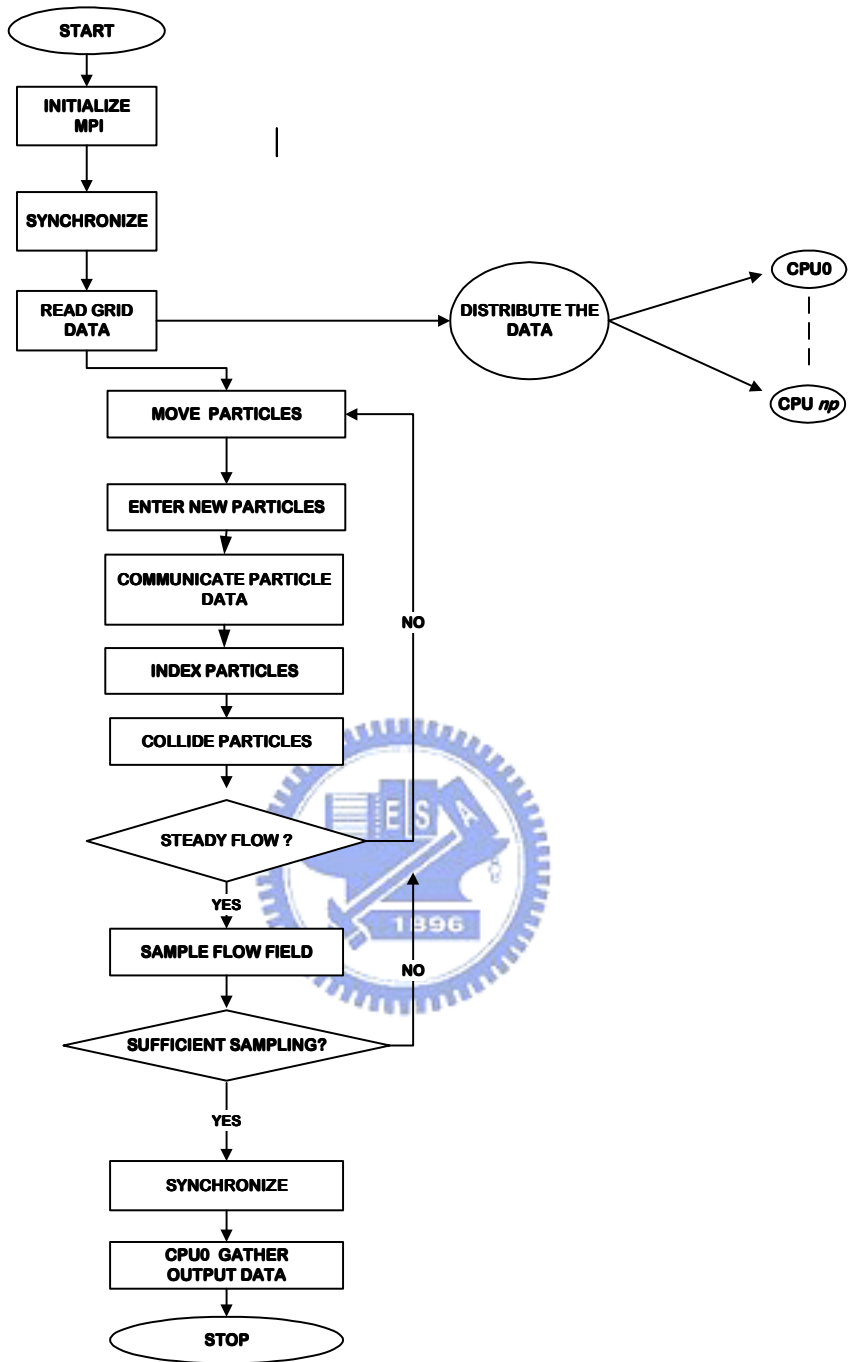 START
INITIALIZE
MPI
SYNCHRONIZE
READ GRID
DATA
DISTRIBUTE THE
DATA
CPU0
CPU np
MOVE PARTICLES
ENTER NEW PARTICLES
COMMUNICATE PARTICLE
DATA
NO
INDEX PARTICLES
COLLIDE PARTICLES
E S A
STEADY FLOW ?
YES
1896
SAMPLE FLOW FIELD
NO
SUFFICIENT SAMPLING?
YES
SYNCHRONIZE
CPU0 GATHER
OUTPUT DATA
STOP